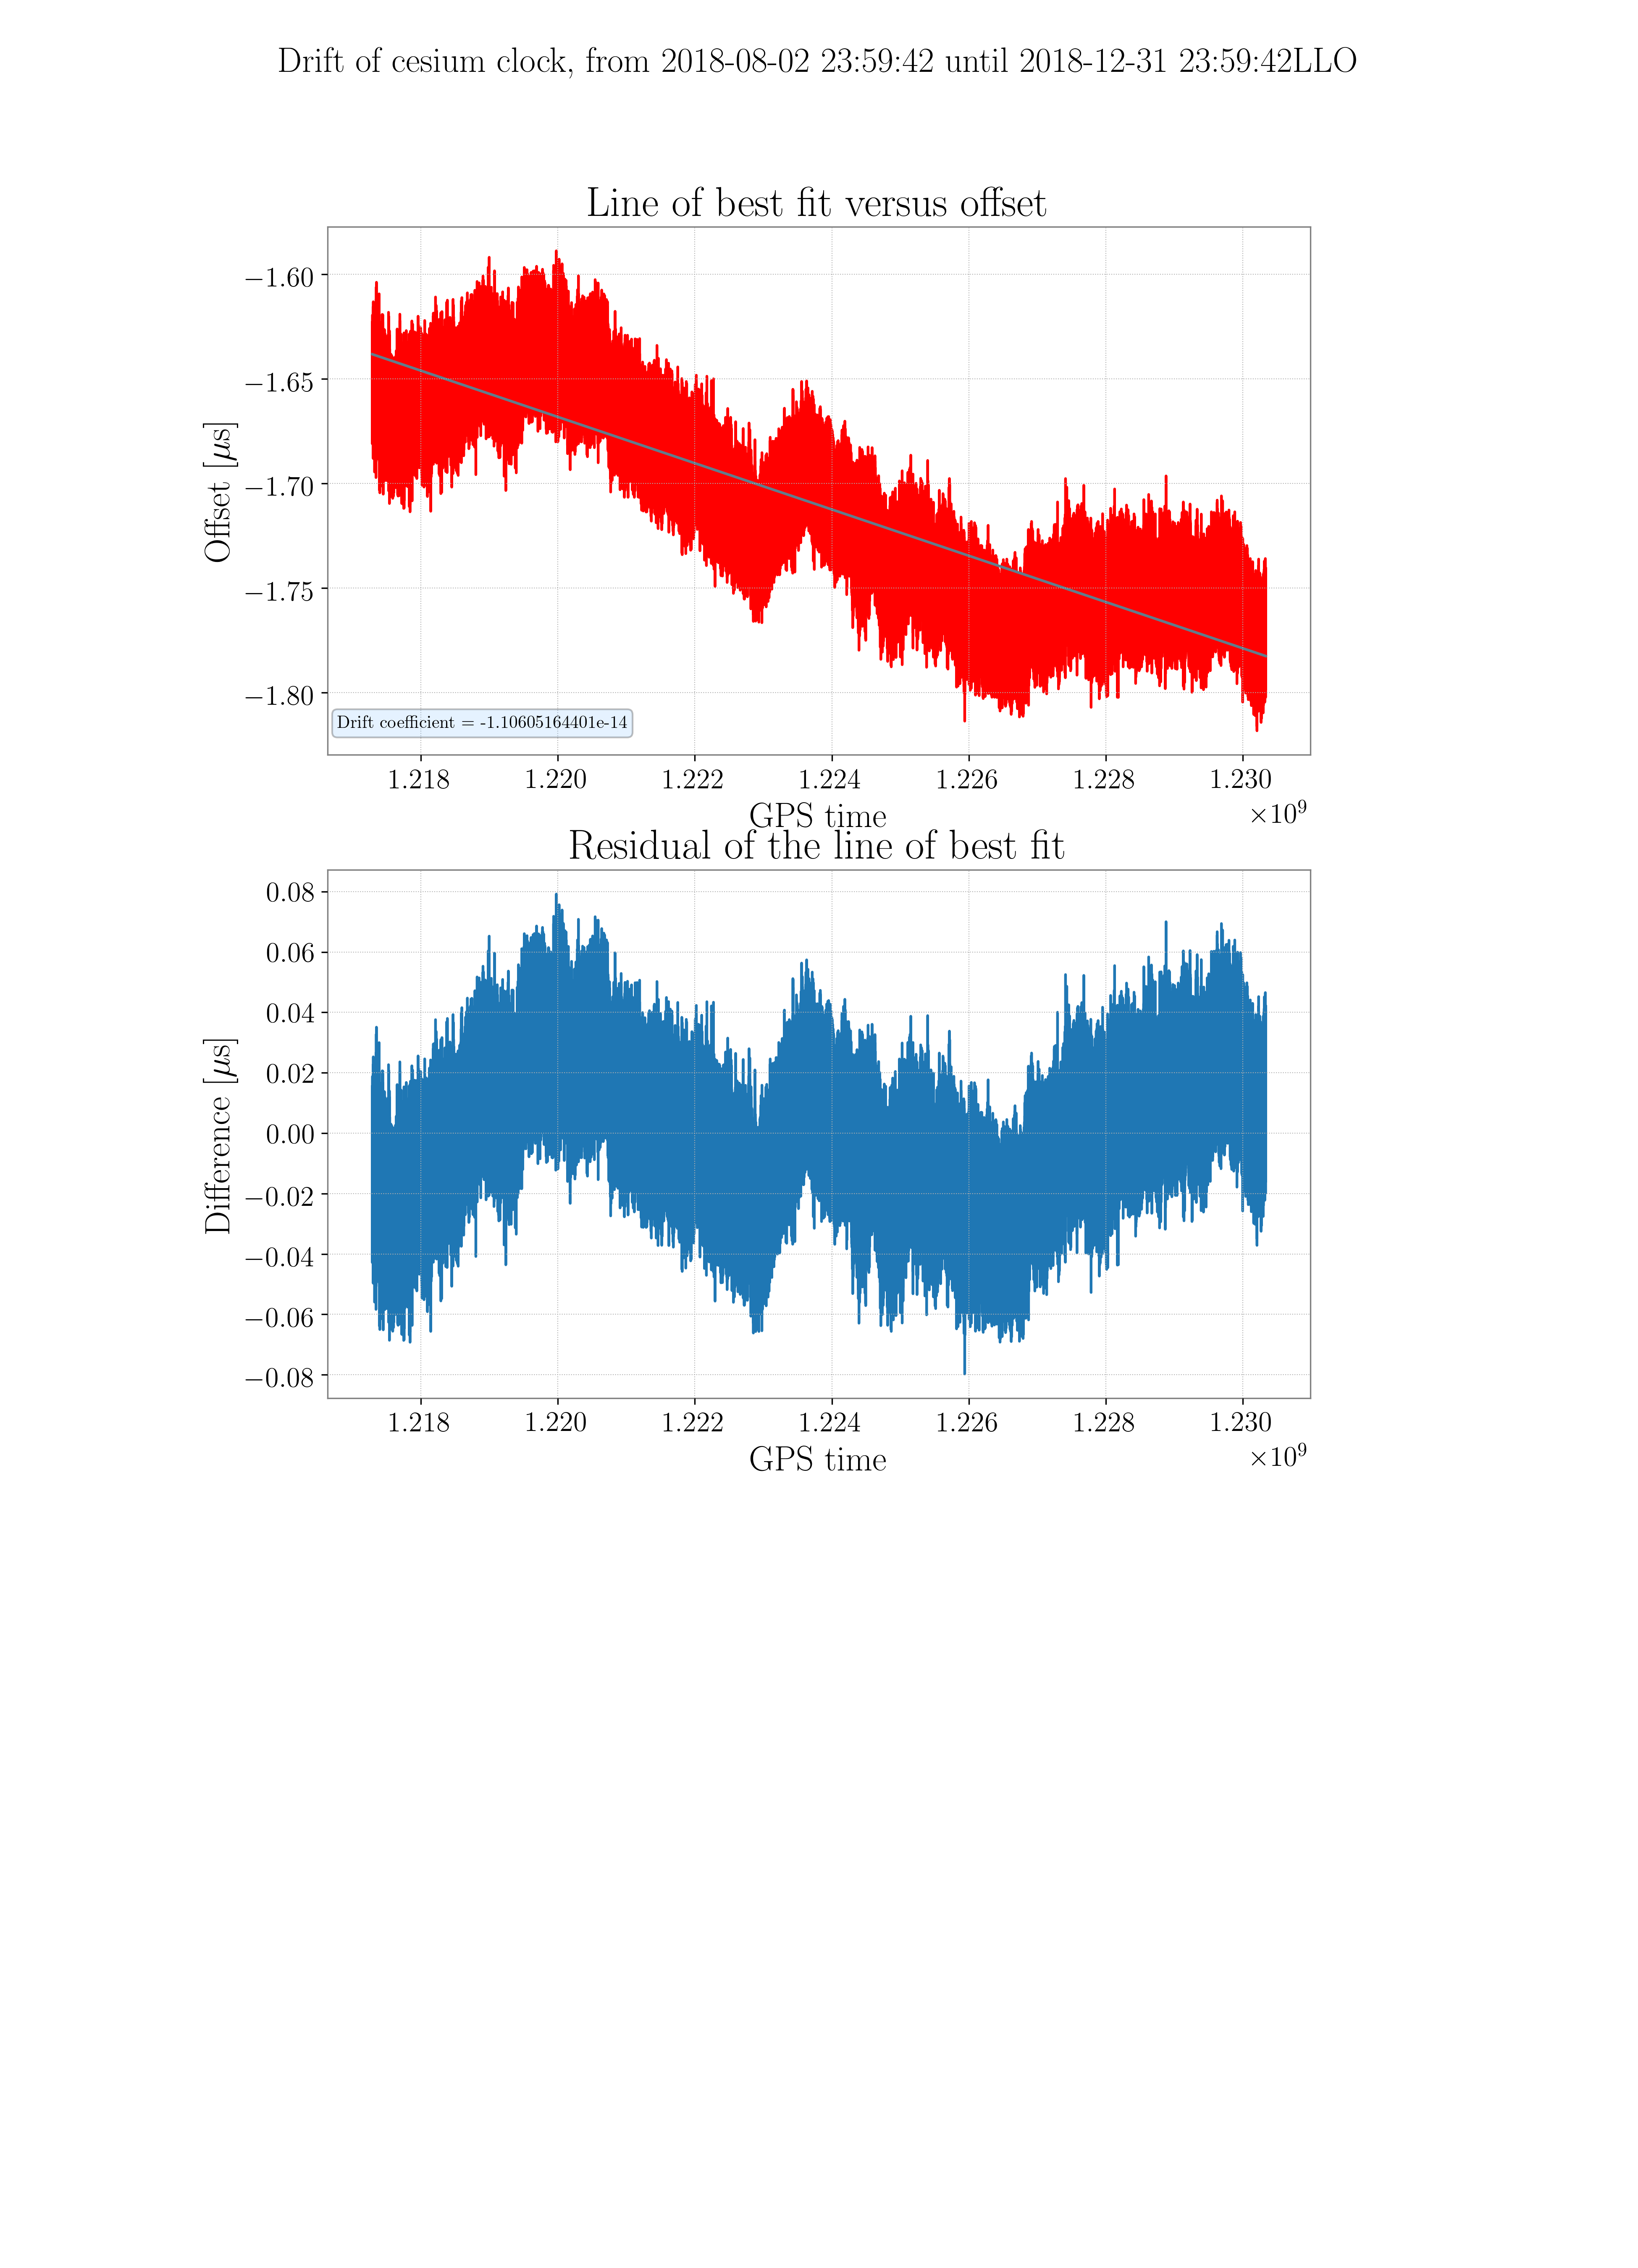 Drift of cesium clock, from 2018-08-02 23:59:42 until 2018-12-31 23:59:42LLO
Line of best fit versus offset
Offset [μs]
−1.60
−1.65
−1.70
−1.75
−1.80
Drift coefficient = -1.10605164401e-14
1.218 1.220 1.222 1.224 1.226 1.228 1.230
×10⁹
GPS time
Residual of the line of best fit
Difference [μs]
0.08
0.06
0.04
0.02
0.00
−0.02
−0.04
−0.06
−0.08
1.218 1.220 1.222 1.224 1.226 1.228 1.230
×10⁹
GPS time